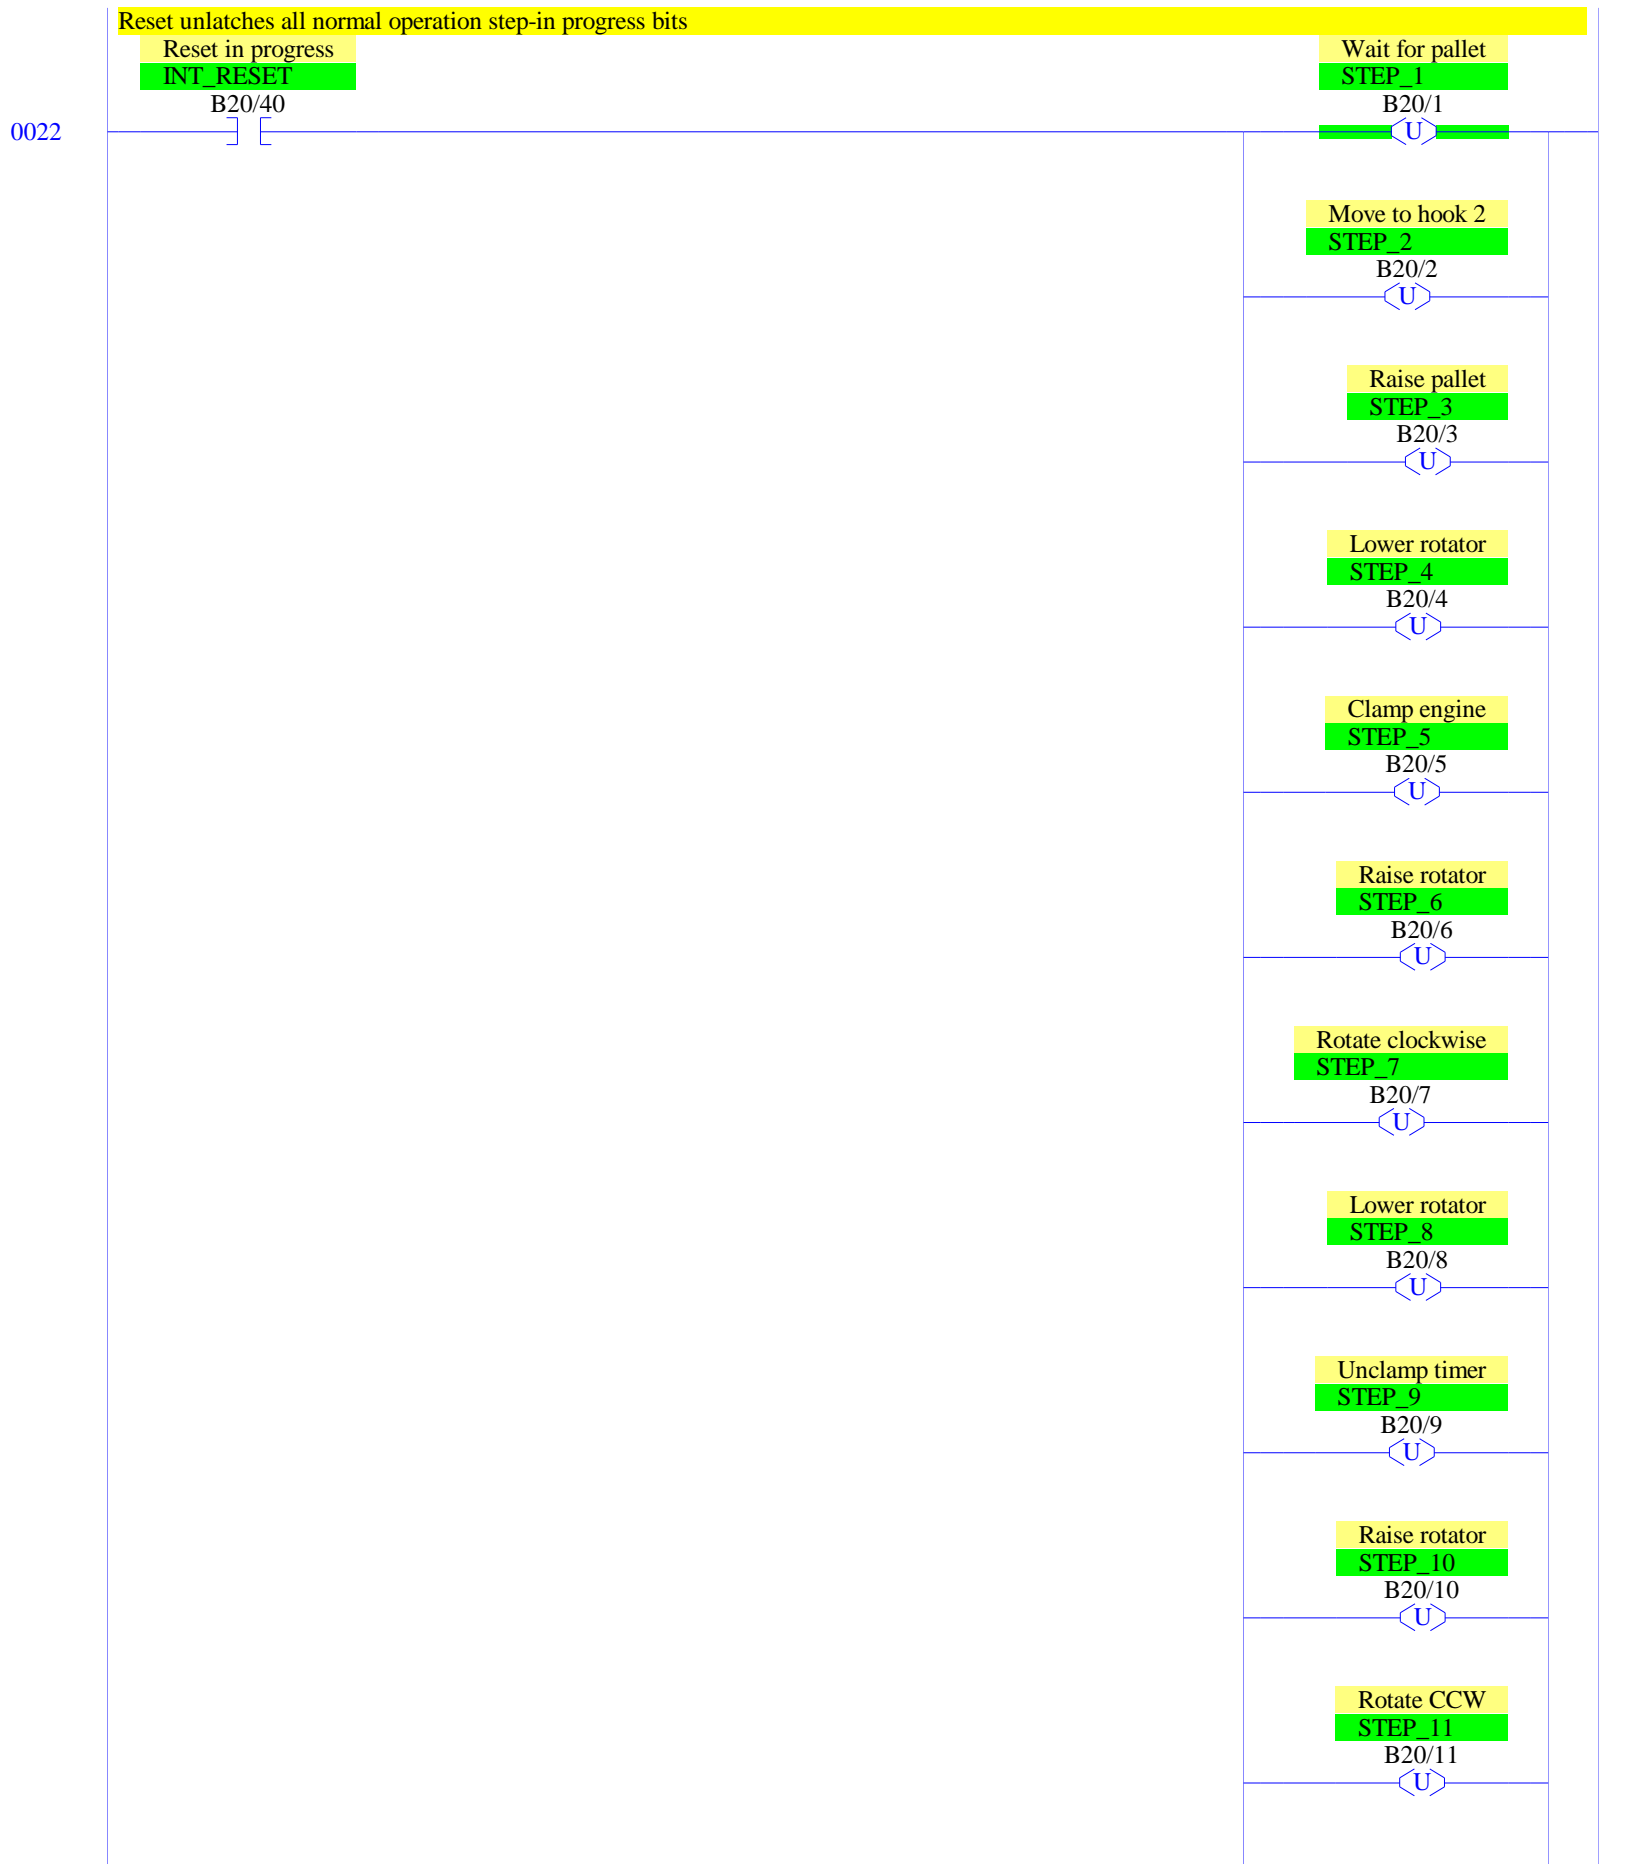 Reset unlatches all normal operation step-in progress bits
Reset in progress
INT_RESET
B20/40
0022
Wait for pallet
STEP_1
B20/1
U
Move to hook 2
STEP_2
B20/2
U
Raise pallet
STEP_3
B20/3
U
Lower rotator
STEP_4
B20/4
U
Clamp engine
STEP_5
B20/5
U
Raise rotator
STEP_6
B20/6
U
Rotate clockwise
STEP_7
B20/7
U
Lower rotator
STEP_8
B20/8
U
Unclamp timer
STEP_9
B20/9
U
Raise rotator
STEP_10
B20/10
U
Rotate CCW
STEP_11
B20/11
U